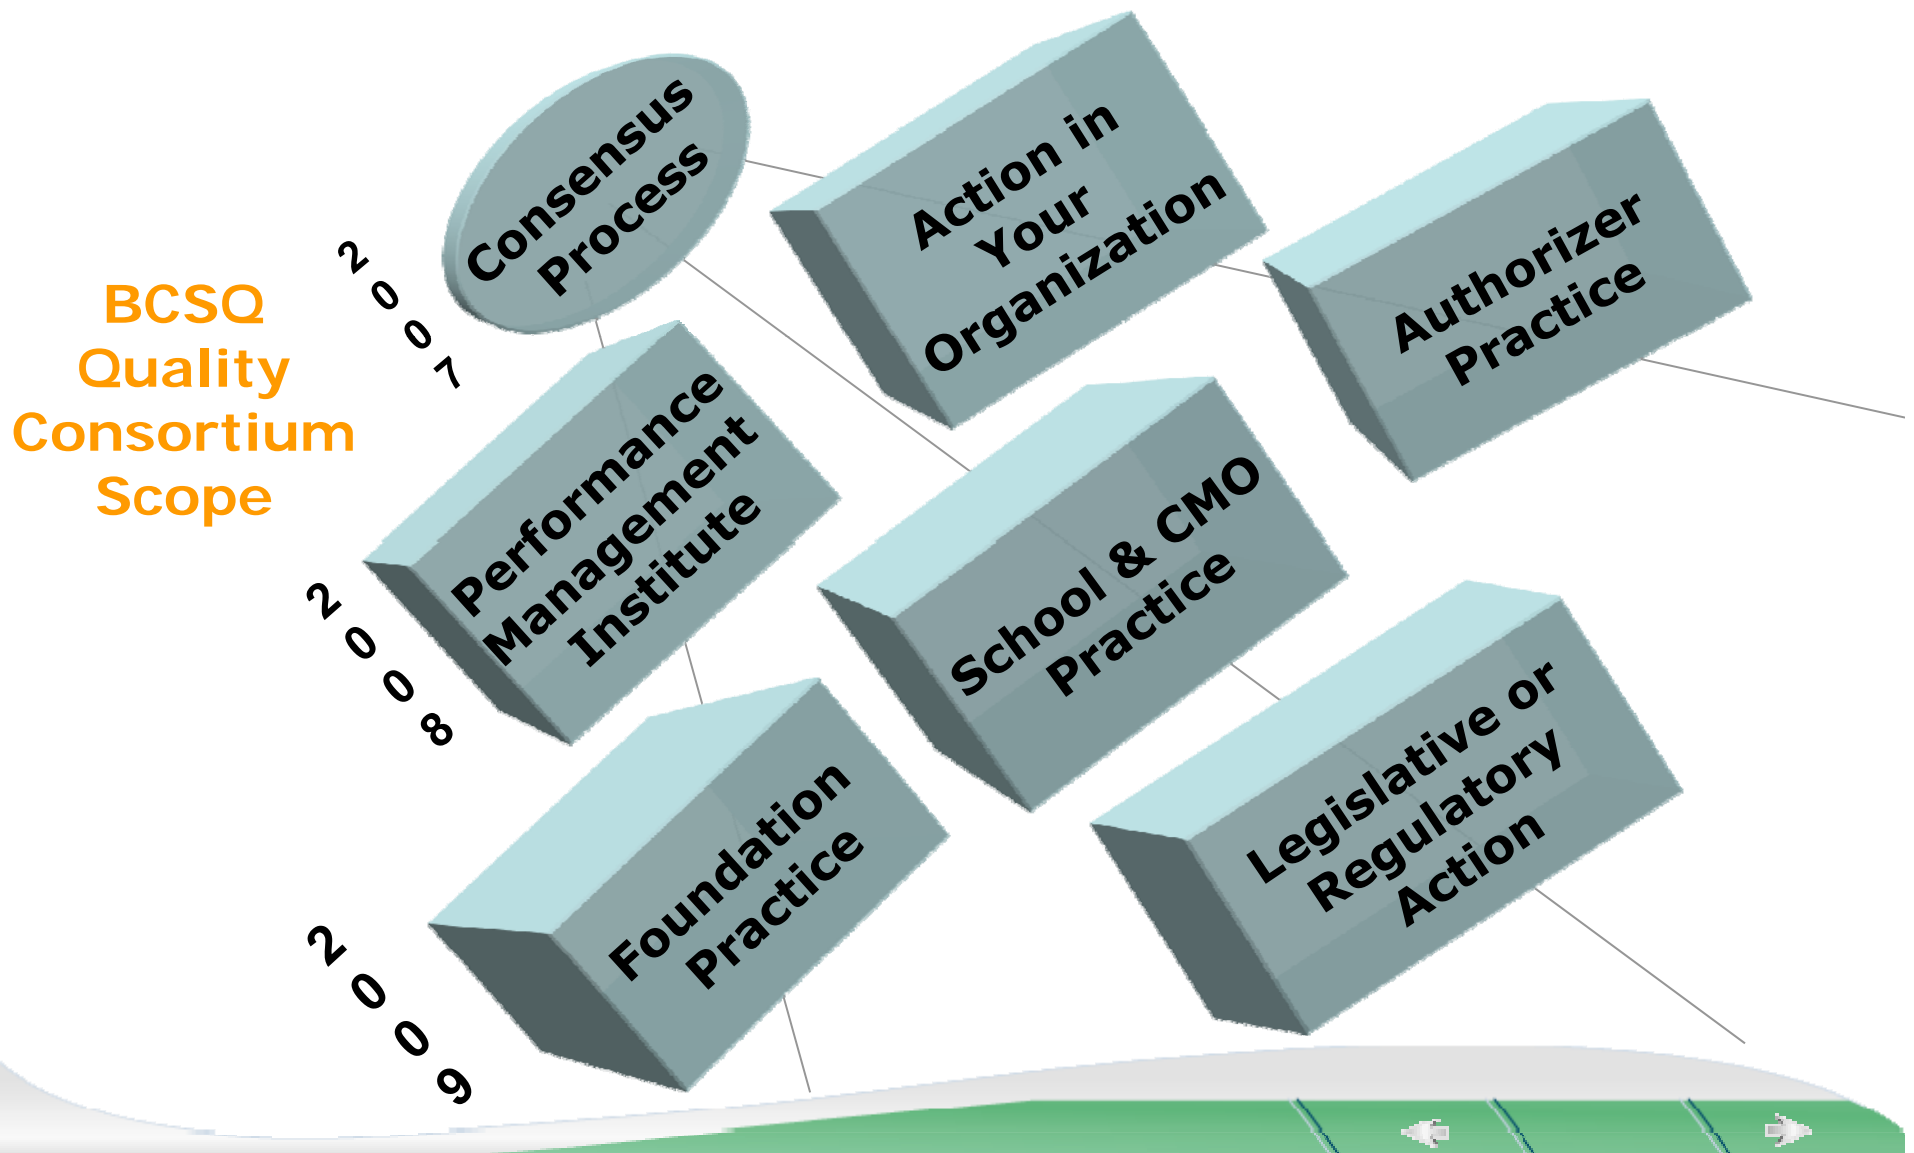 BCSQ
Quality
Consortium
Scope
2007
Consensus
Process
Action in
Your
Organization
Authorizer
Practice
2008
Performance
Management
Institute
School & CMO
Practice
Legislative or
Regulatory
Action
2009
Foundation
Practice